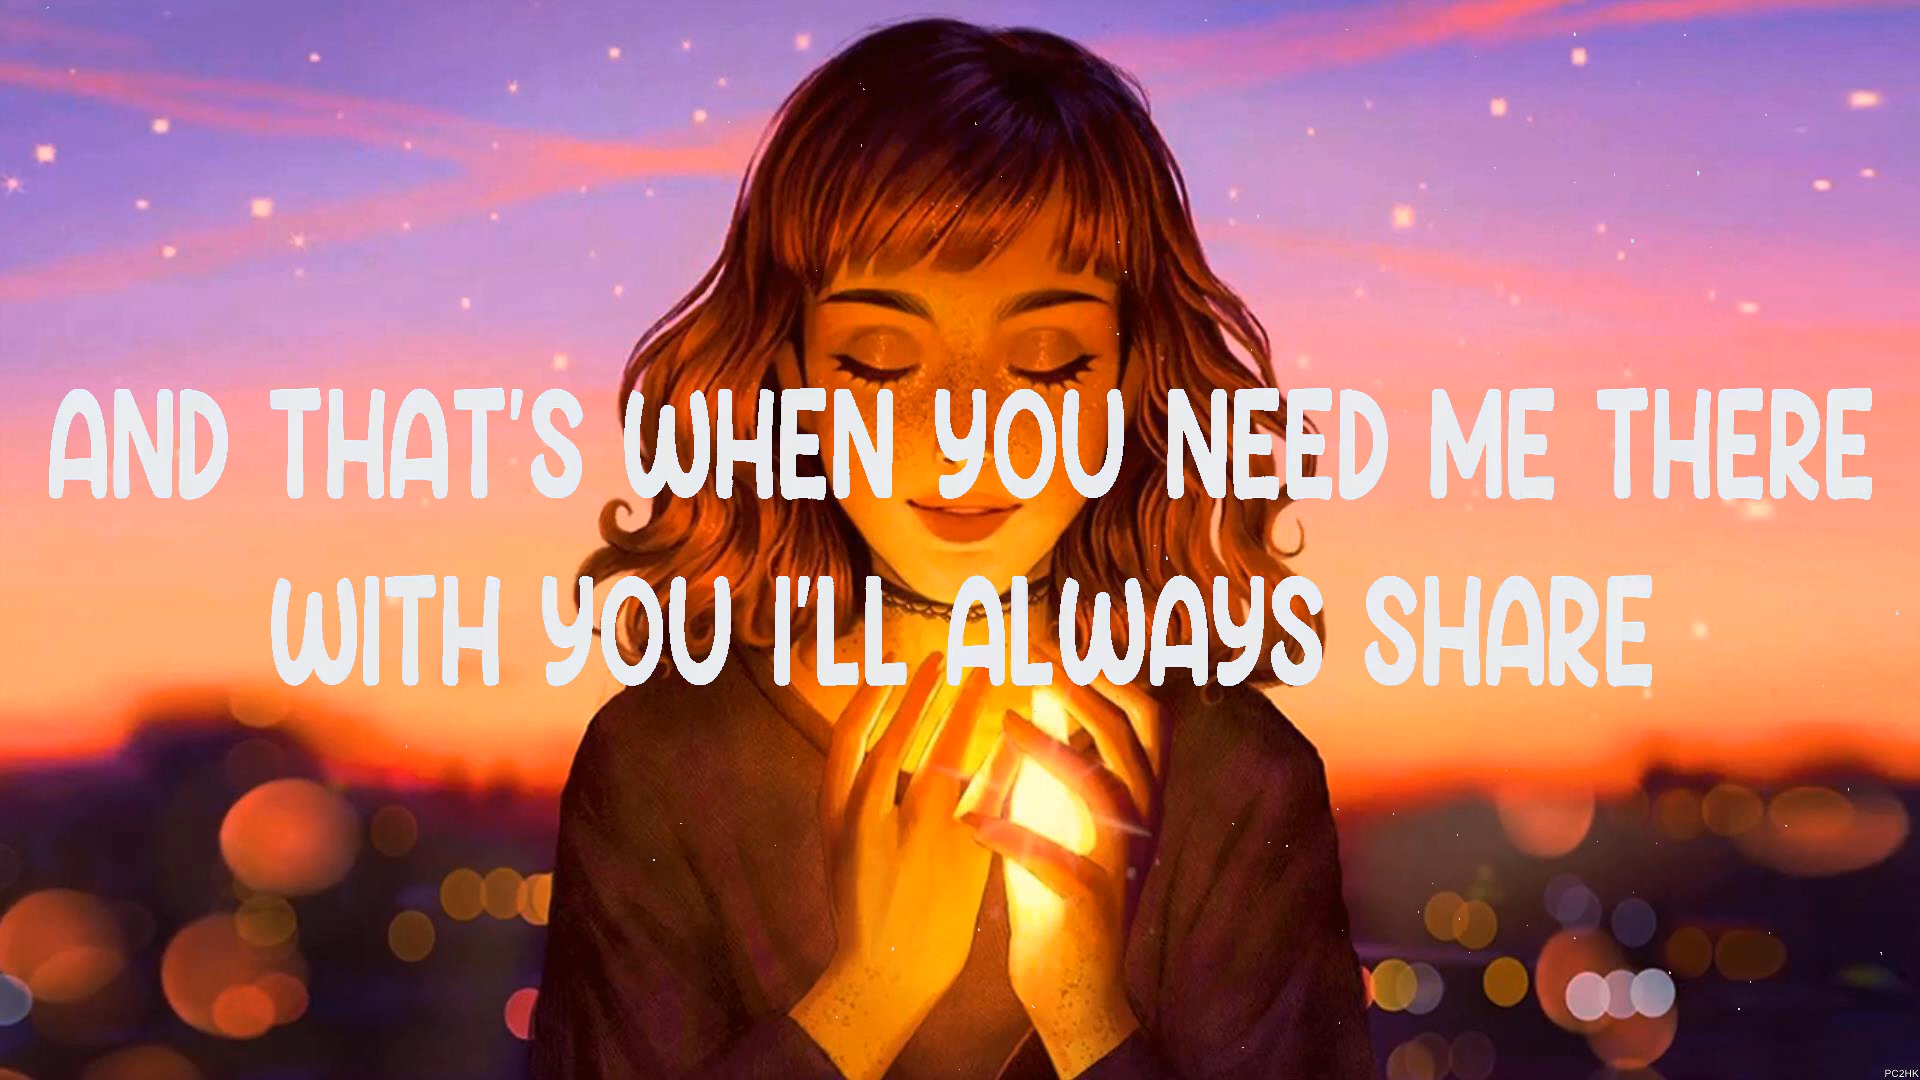 AND THAT'S WHEN YOU NEED ME THERE
WITH YOU I'LL ALWAYS SHARE
PC2HK